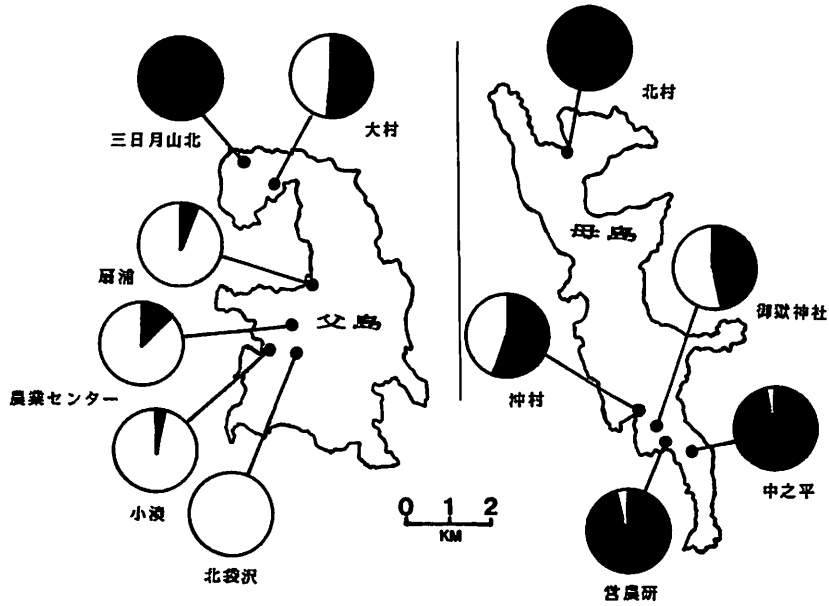 北村
大村
三日月山北
母島
扇浦
御嶽神社
父島
農業センター
沖村
中之平
小湊
0 1 2
KM
北袋沢
営農研